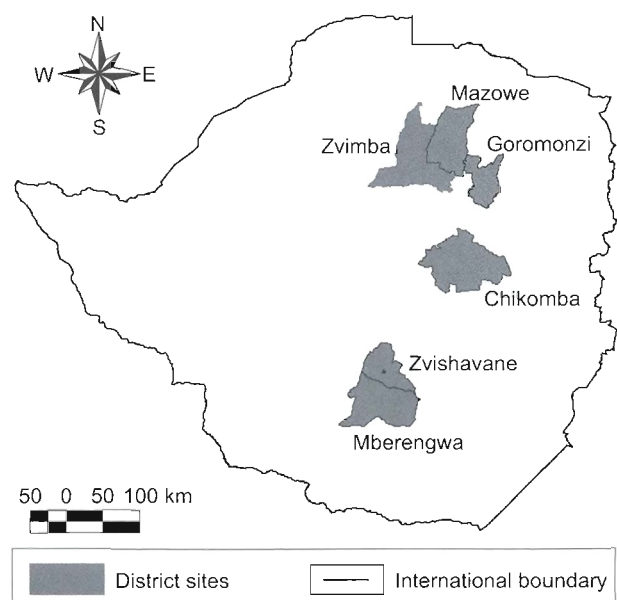 N
W E
S
Mazowe
Zvimba
Goromonzi
Chikomba
Zvishavane
Mberengwa
50 0 50 100 km
District sites
International boundary